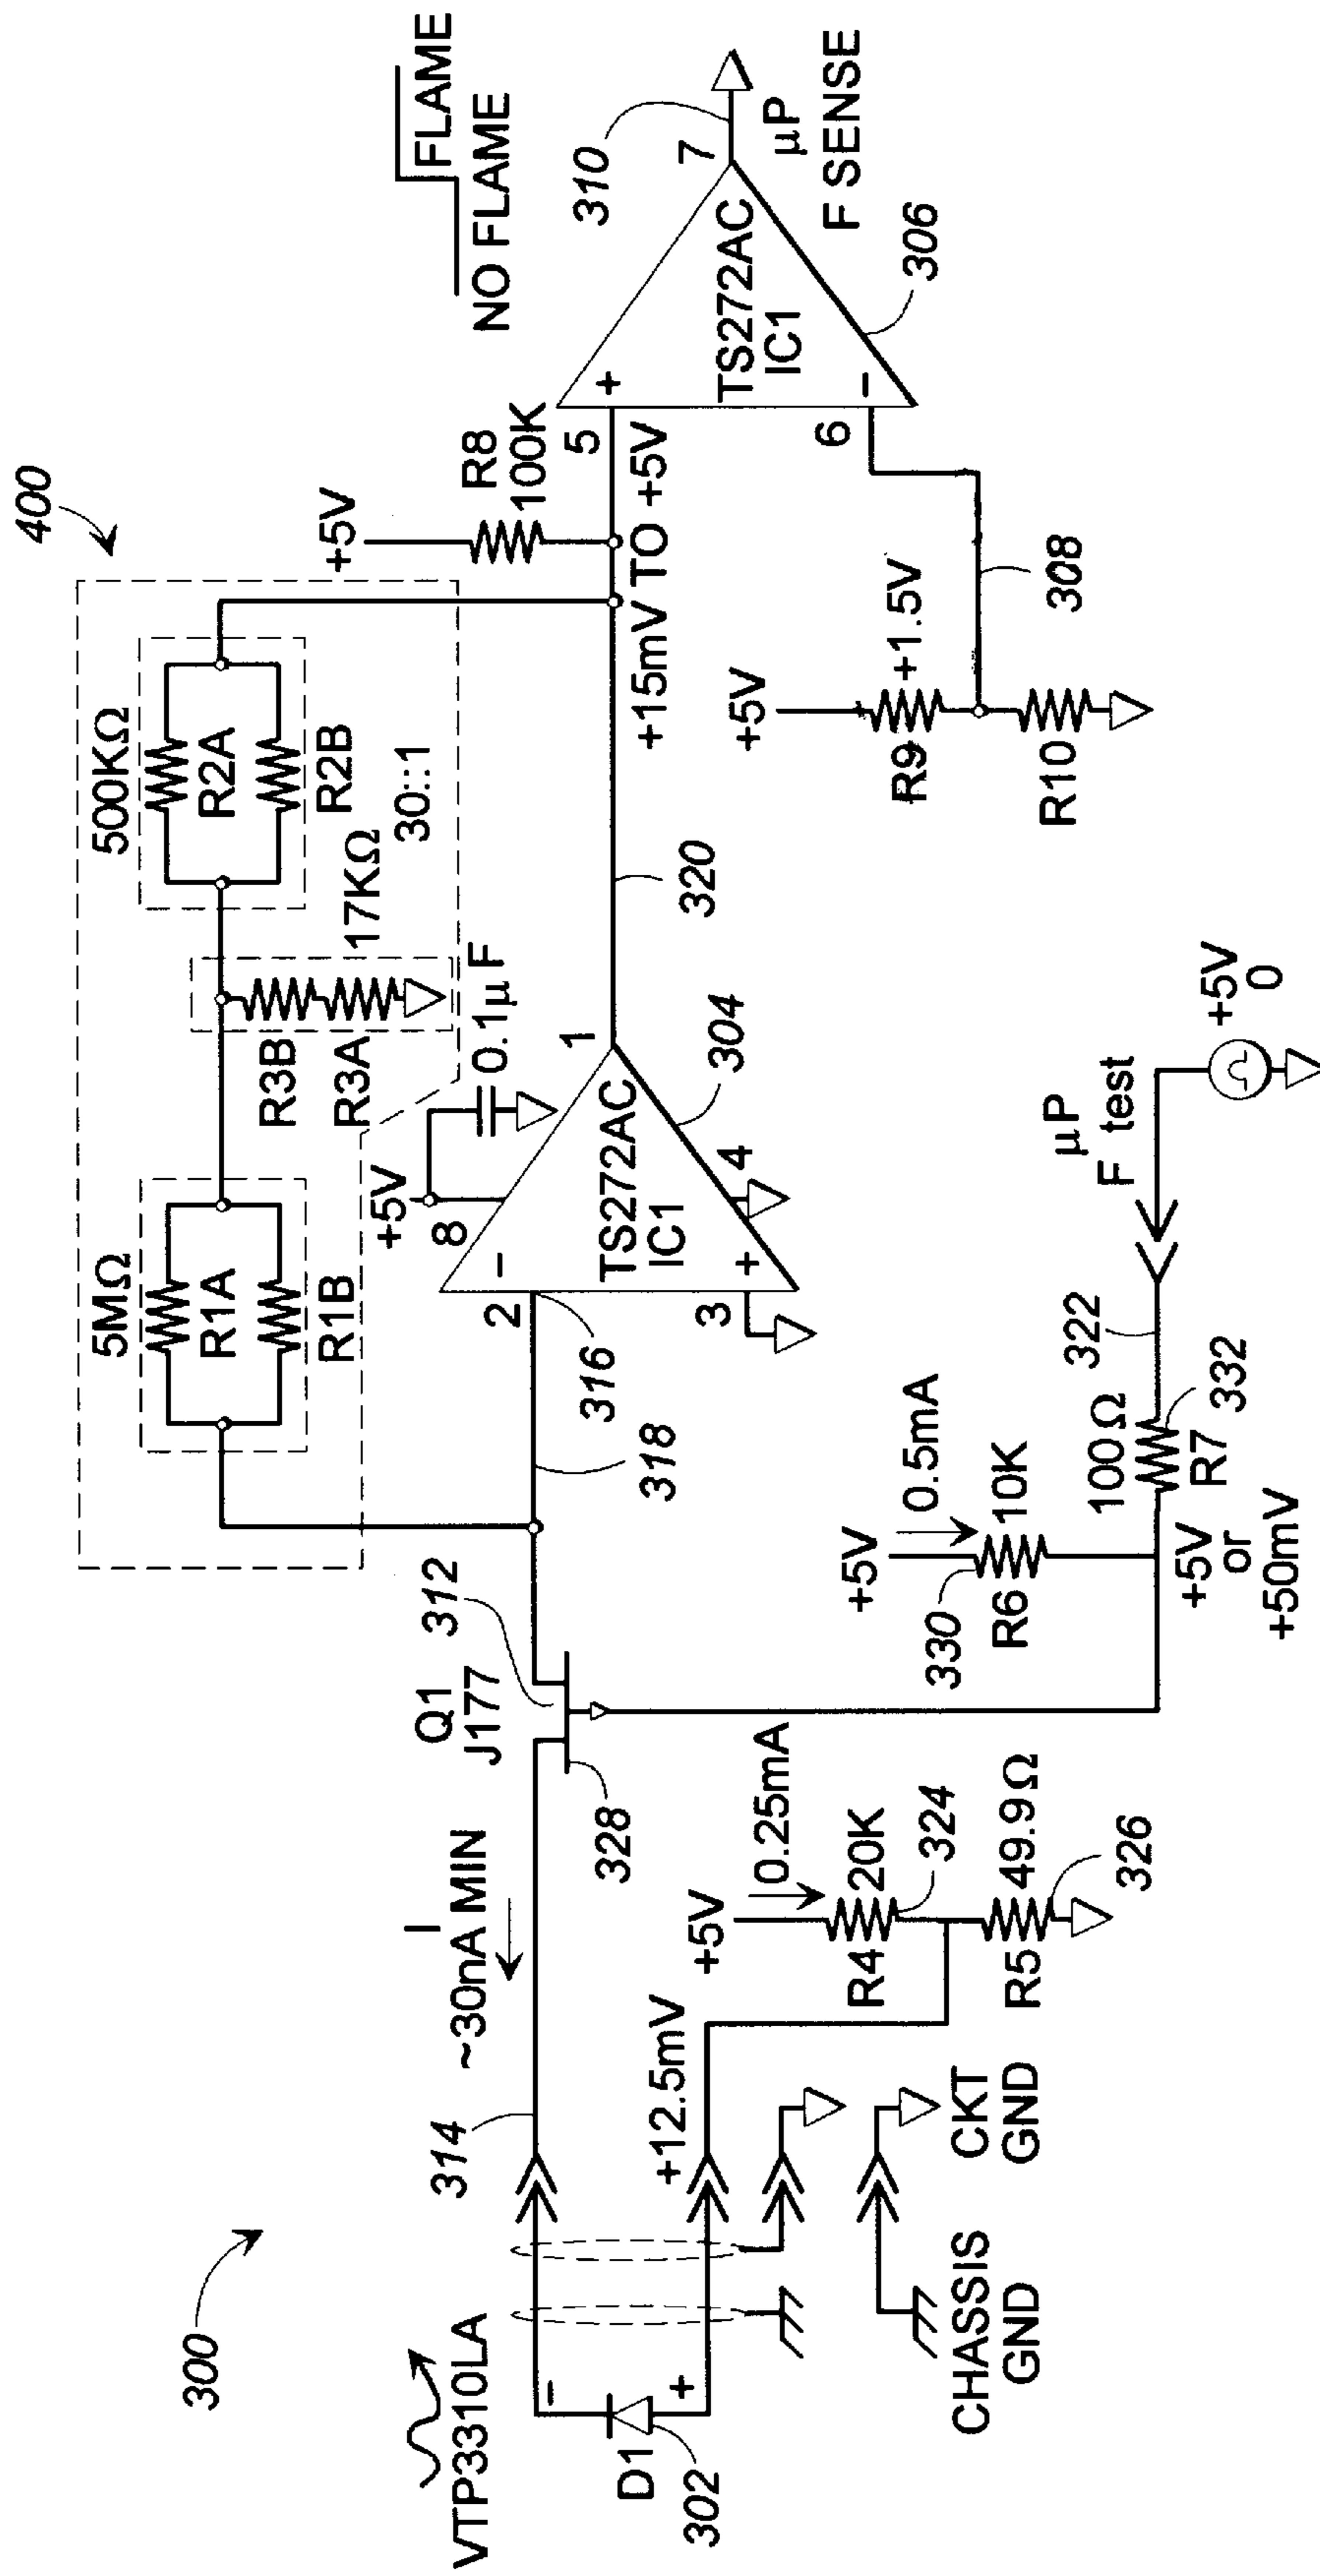 300
400
VTP3310LA
D1
302
314
~30nA MIN
I
+12.5mV
CHASSIS
GND
CKT
GND
+5V
0.25mA
R4
20K
324
R5
49.9Ω
326
Q1
J177
312
328
5MΩ
R1A
R1B
R3B
R3A
17KΩ
500KΩ
R2A
R2B
30::1
318
316
2
−
3
+
TS272AC
IC1
+5V
8
0.1μF
4
1
304
320
+5V
0.5mA
330
R6
10K
100Ω
R7
332
+5V
or
+50mV
322
μP
F test
+5V
0
+15mV TO +5V
+5V
R8
100K
5
+
6
−
TS272AC
IC1
7
310
μP
F SENSE
306
+5V
R9
+1.5V
R10
308
NO FLAME
FLAME
−
+